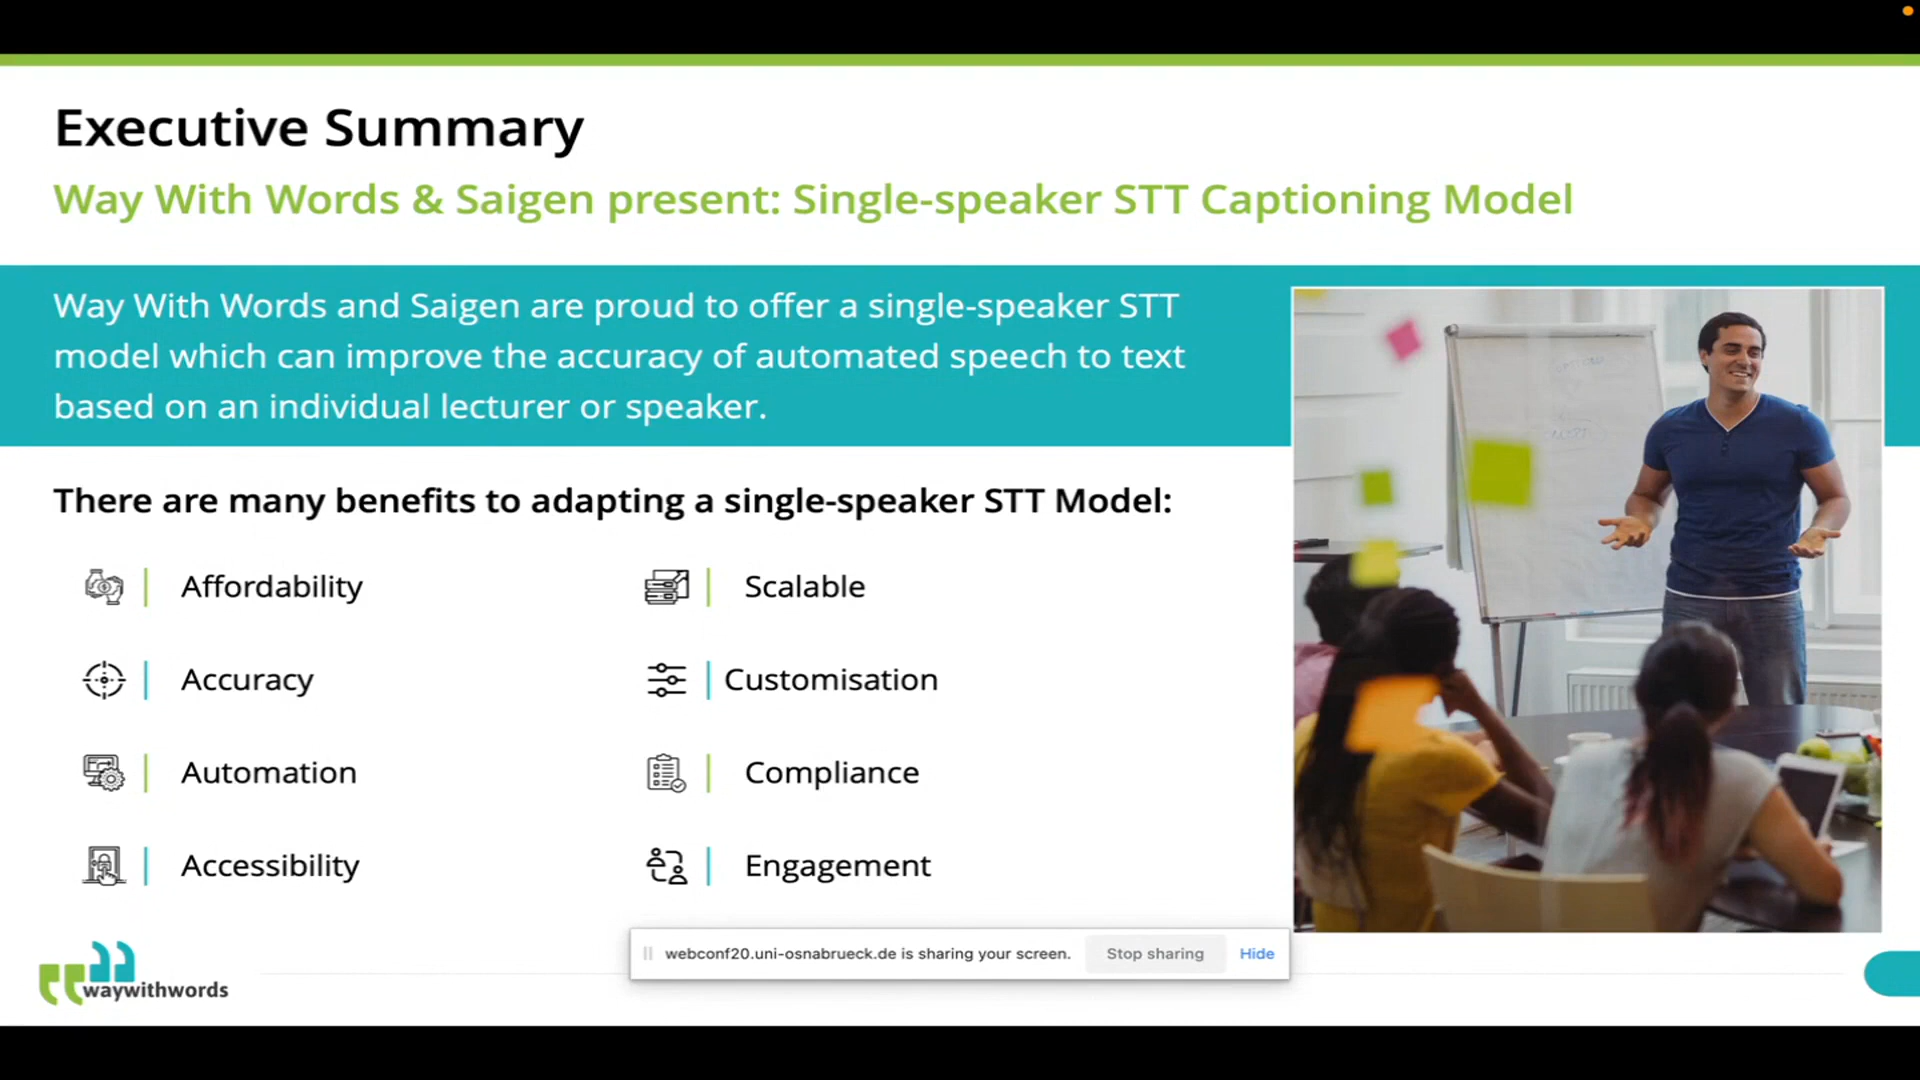 Executive Summary
Way With Words & Saigen present: Single-speaker STT Captioning Model
Way With Words and Saigen are proud to offer a single-speaker STT
model which can improve the accuracy of automated speech to text
based on an individual lecturer or speaker.
There are many benefits to adapting a single-speaker STT Model:
Affordability
Accuracy
Automation
Accessibility
Scalable
Customisation
Compliance
Engagement
webconf20.uni-osnabrueck.de is sharing your screen.
Stop sharing
Hide
waywithwords